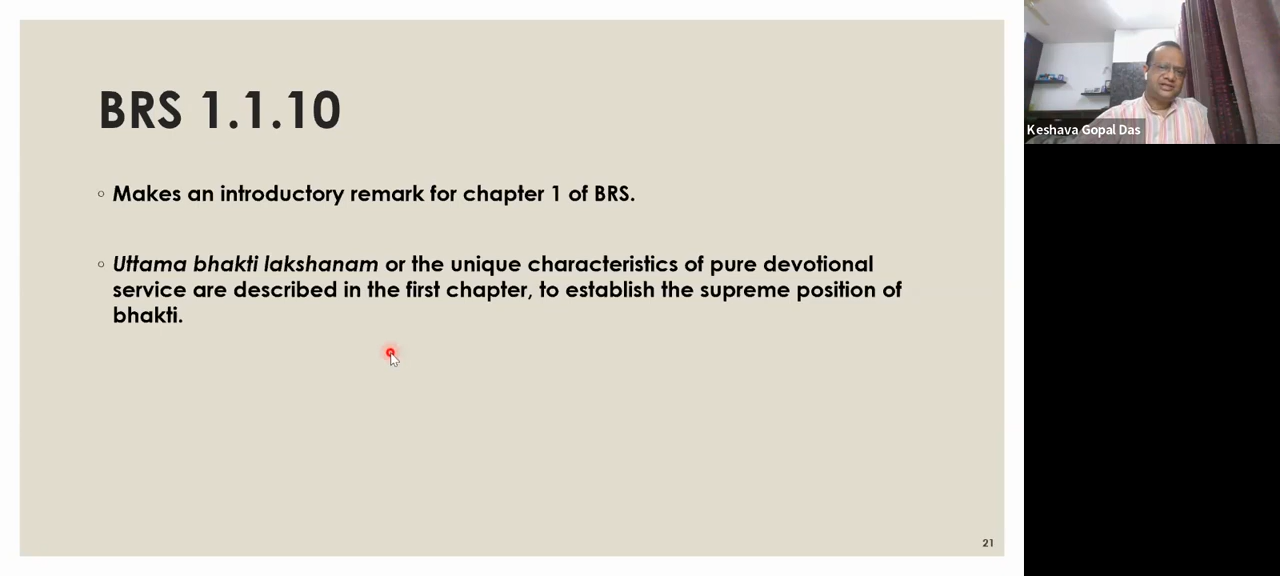 BRS 1.1.10
Makes an introductory remark for chapter 1 of BRS.
Uttama bhakti lakshanam or the unique characteristics of pure devotional
service are described in the first chapter, to establish the supreme position of
bhakti.
21
Keshava Gopal Das